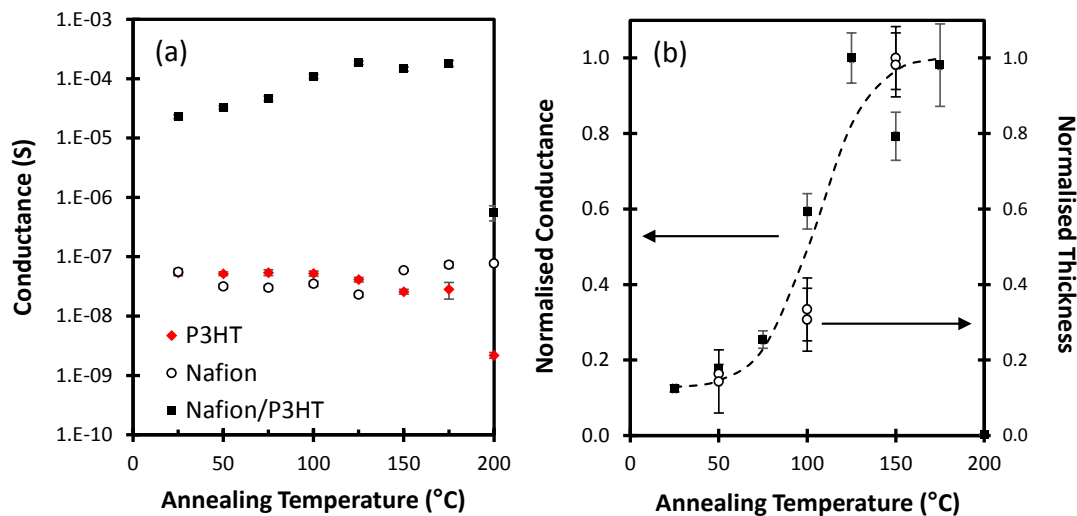 (a)
Conductance (S)
1.E-03
1.E-04
1.E-05
1.E-06
1.E-07
1.E-08
1.E-09
1.E-10
P3HT
Nafion
Nafion/P3HT
0
50
100
150
200
Annealing Temperature (°C)
(b)
Normalised Conductance
1.0
0.8
0.6
0.4
0.2
0.0
0
50
100
150
200
Annealing Temperature (°C)
1.0
0.8
0.6
0.4
0.2
0.0
Normalised Thickness